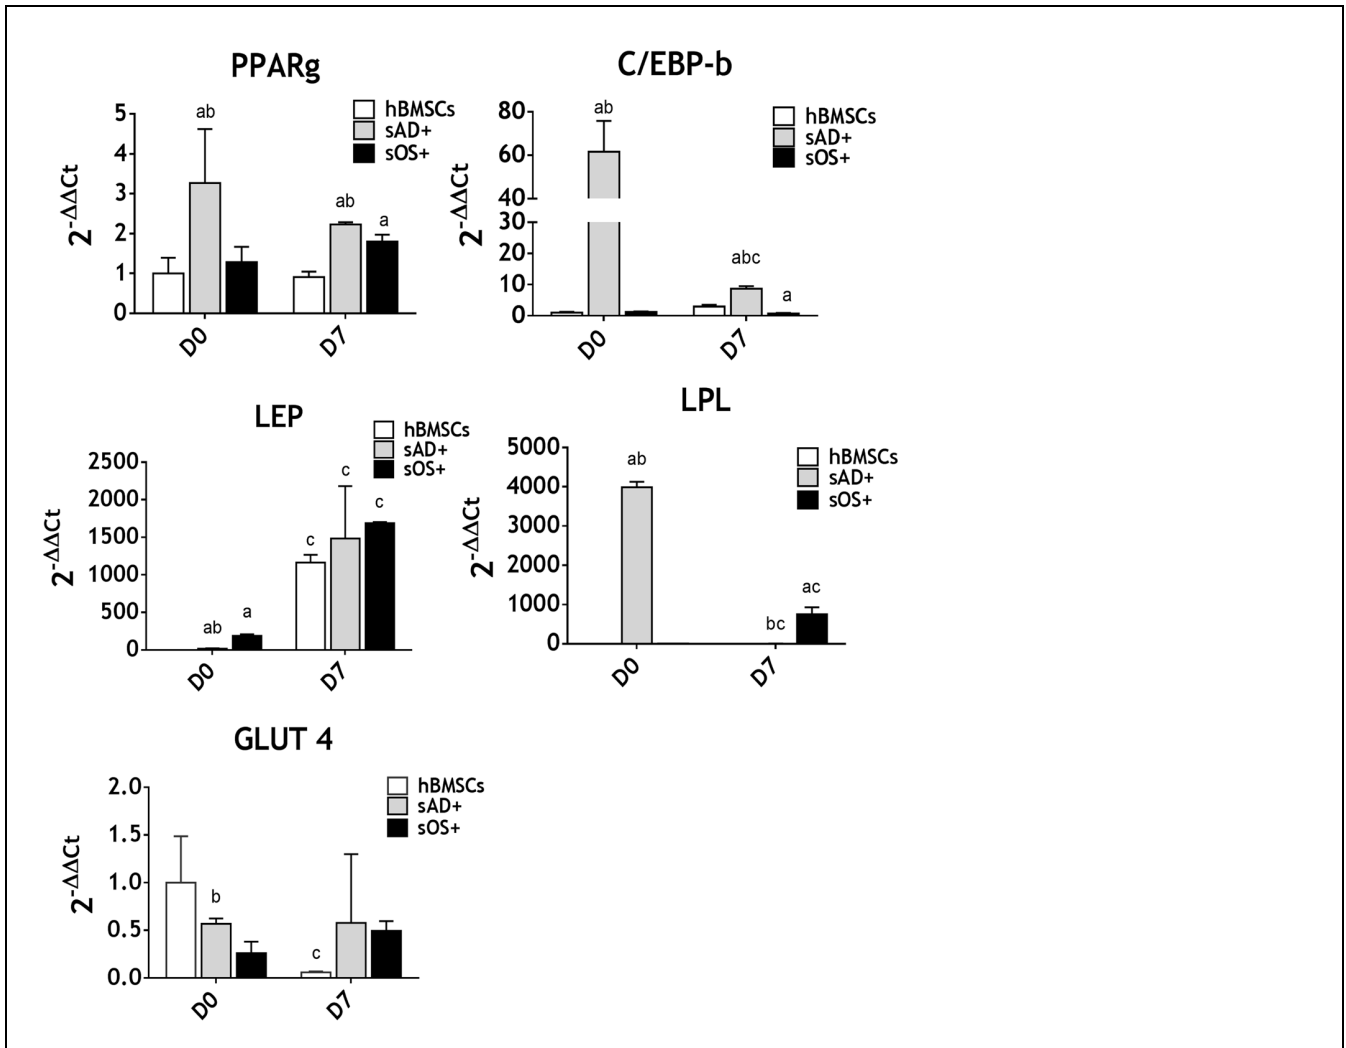 PPARg
hBMSCs
sAD+
sOS+
2-ΔΔCt
5
4
3
2
1
0
ab
ab
a
D0
D7
C/EBP-b
hBMSCs
sAD+
sOS+
2-ΔΔCt
80
60
40
30
20
10
0
ab
abc
a
D0
D7
LEP
hBMSCs
sAD+
sOS+
2-ΔΔCt
2500
2000
1500
1000
500
0
ab
a
c
c
c
D0
D7
LPL
hBMSCs
sAD+
sOS+
2-ΔΔCt
5000
4000
3000
2000
1000
0
ab
bc
ac
D0
D7
GLUT 4
hBMSCs
sAD+
sOS+
2-ΔΔCt
2.0
1.5
1.0
0.5
0.0
b
c
D0
D7